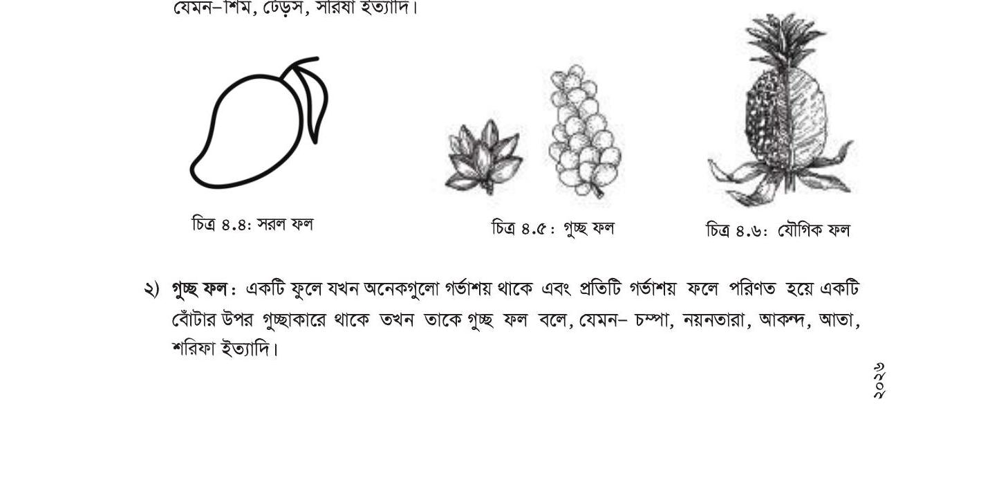 যেমন–শিম, ঢেঁড়স, সরিষা ইত্যাদি।
চিত্র ৪.৪: সরল ফল
চিত্র ৪.৫ : গুচ্ছ ফল
চিত্র ৪.৬: যৌগিক ফল
২) গুচ্ছ ফল : একটি ফুলে যখন অনেকগুলো গর্ভাশয় থাকে এবং প্রতিটি গর্ভাশয় ফলে পরিণত হয়ে একটি
বোঁটার উপর গুচ্ছাকারে থাকে তখন তাকে গুচ্ছ ফল বলে, যেমন– চম্পা, নয়নতারা, আকন্দ, আতা,
শরিফা ইত্যাদি।
২০২৬